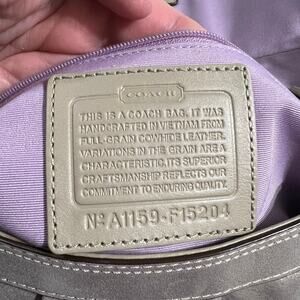 COACH
THIS IS A COACH BAG. IT WAS
HANDCRAFTED IN VIETNAM FROM
FULL-GRAIN COWHIDE LEATHER.
VARIATIONS IN THE GRAIN ARE A
CHARACTERISTIC. ITS SUPERIOR
CRAFTSMANSHIP REFLECTS OUR
COMMITMENT TO ENDURING QUALITY.
Nº A1159-F15204